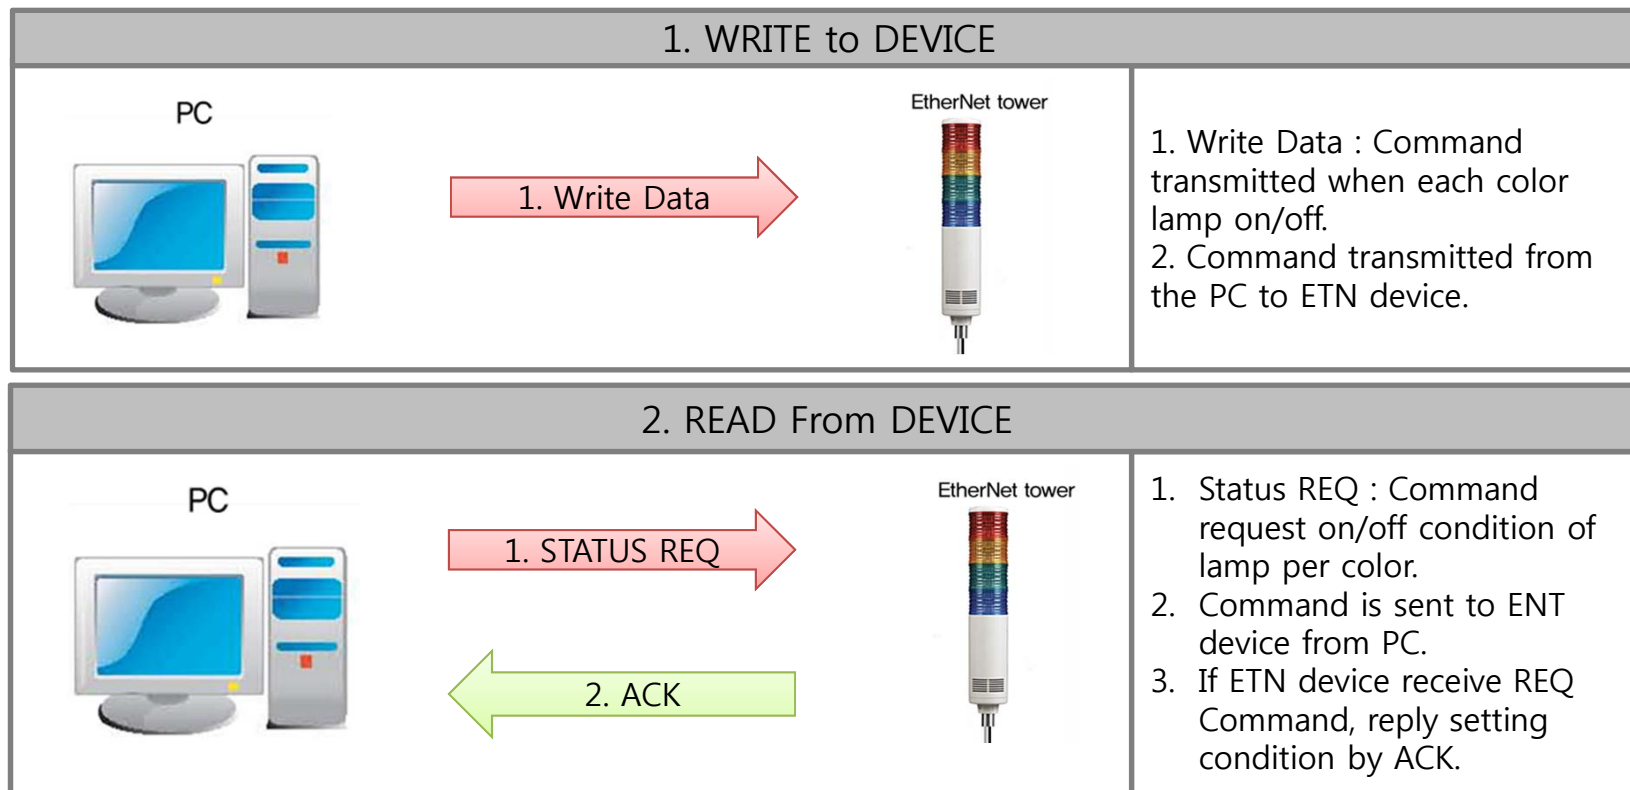 1. WRITE to DEVICE
PC
EtherNet tower
1. Write Data
1. Write Data : Command
transmitted when each color
lamp on/off.
2. Command transmitted from
the PC to ETN device.
2. READ From DEVICE
PC
EtherNet tower
1. STATUS REQ
2. ACK
1. Status REQ : Command
request on/off condition of
lamp per color.
2. Command is sent to ENT
device from PC.
3. If ETN device receive REQ
Command, reply setting
condition by ACK.